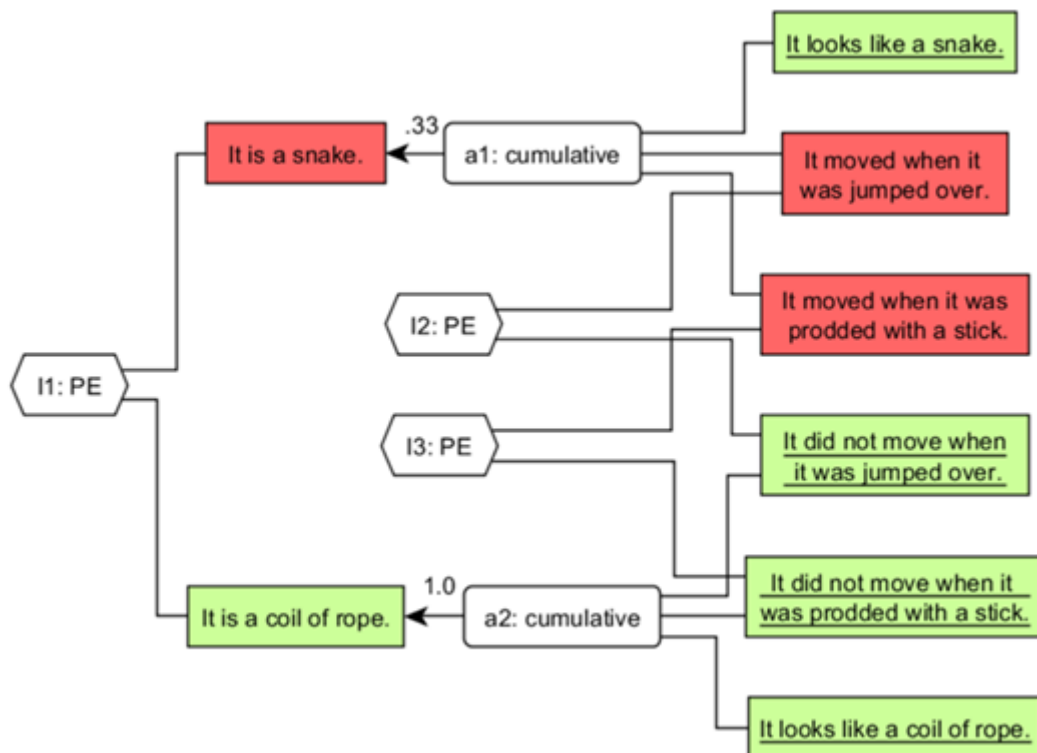 It looks like a snake.
.33
It is a snake.
a1: cumulative
It moved when it
was jumped over.
It moved when it was
prodded with a stick.
I2: PE
I1: PE
I3: PE
It did not move when
it was jumped over.
1.0
It is a coil of rope.
a2: cumulative
It did not move when it
was prodded with a stick.
It looks like a coil of rope.